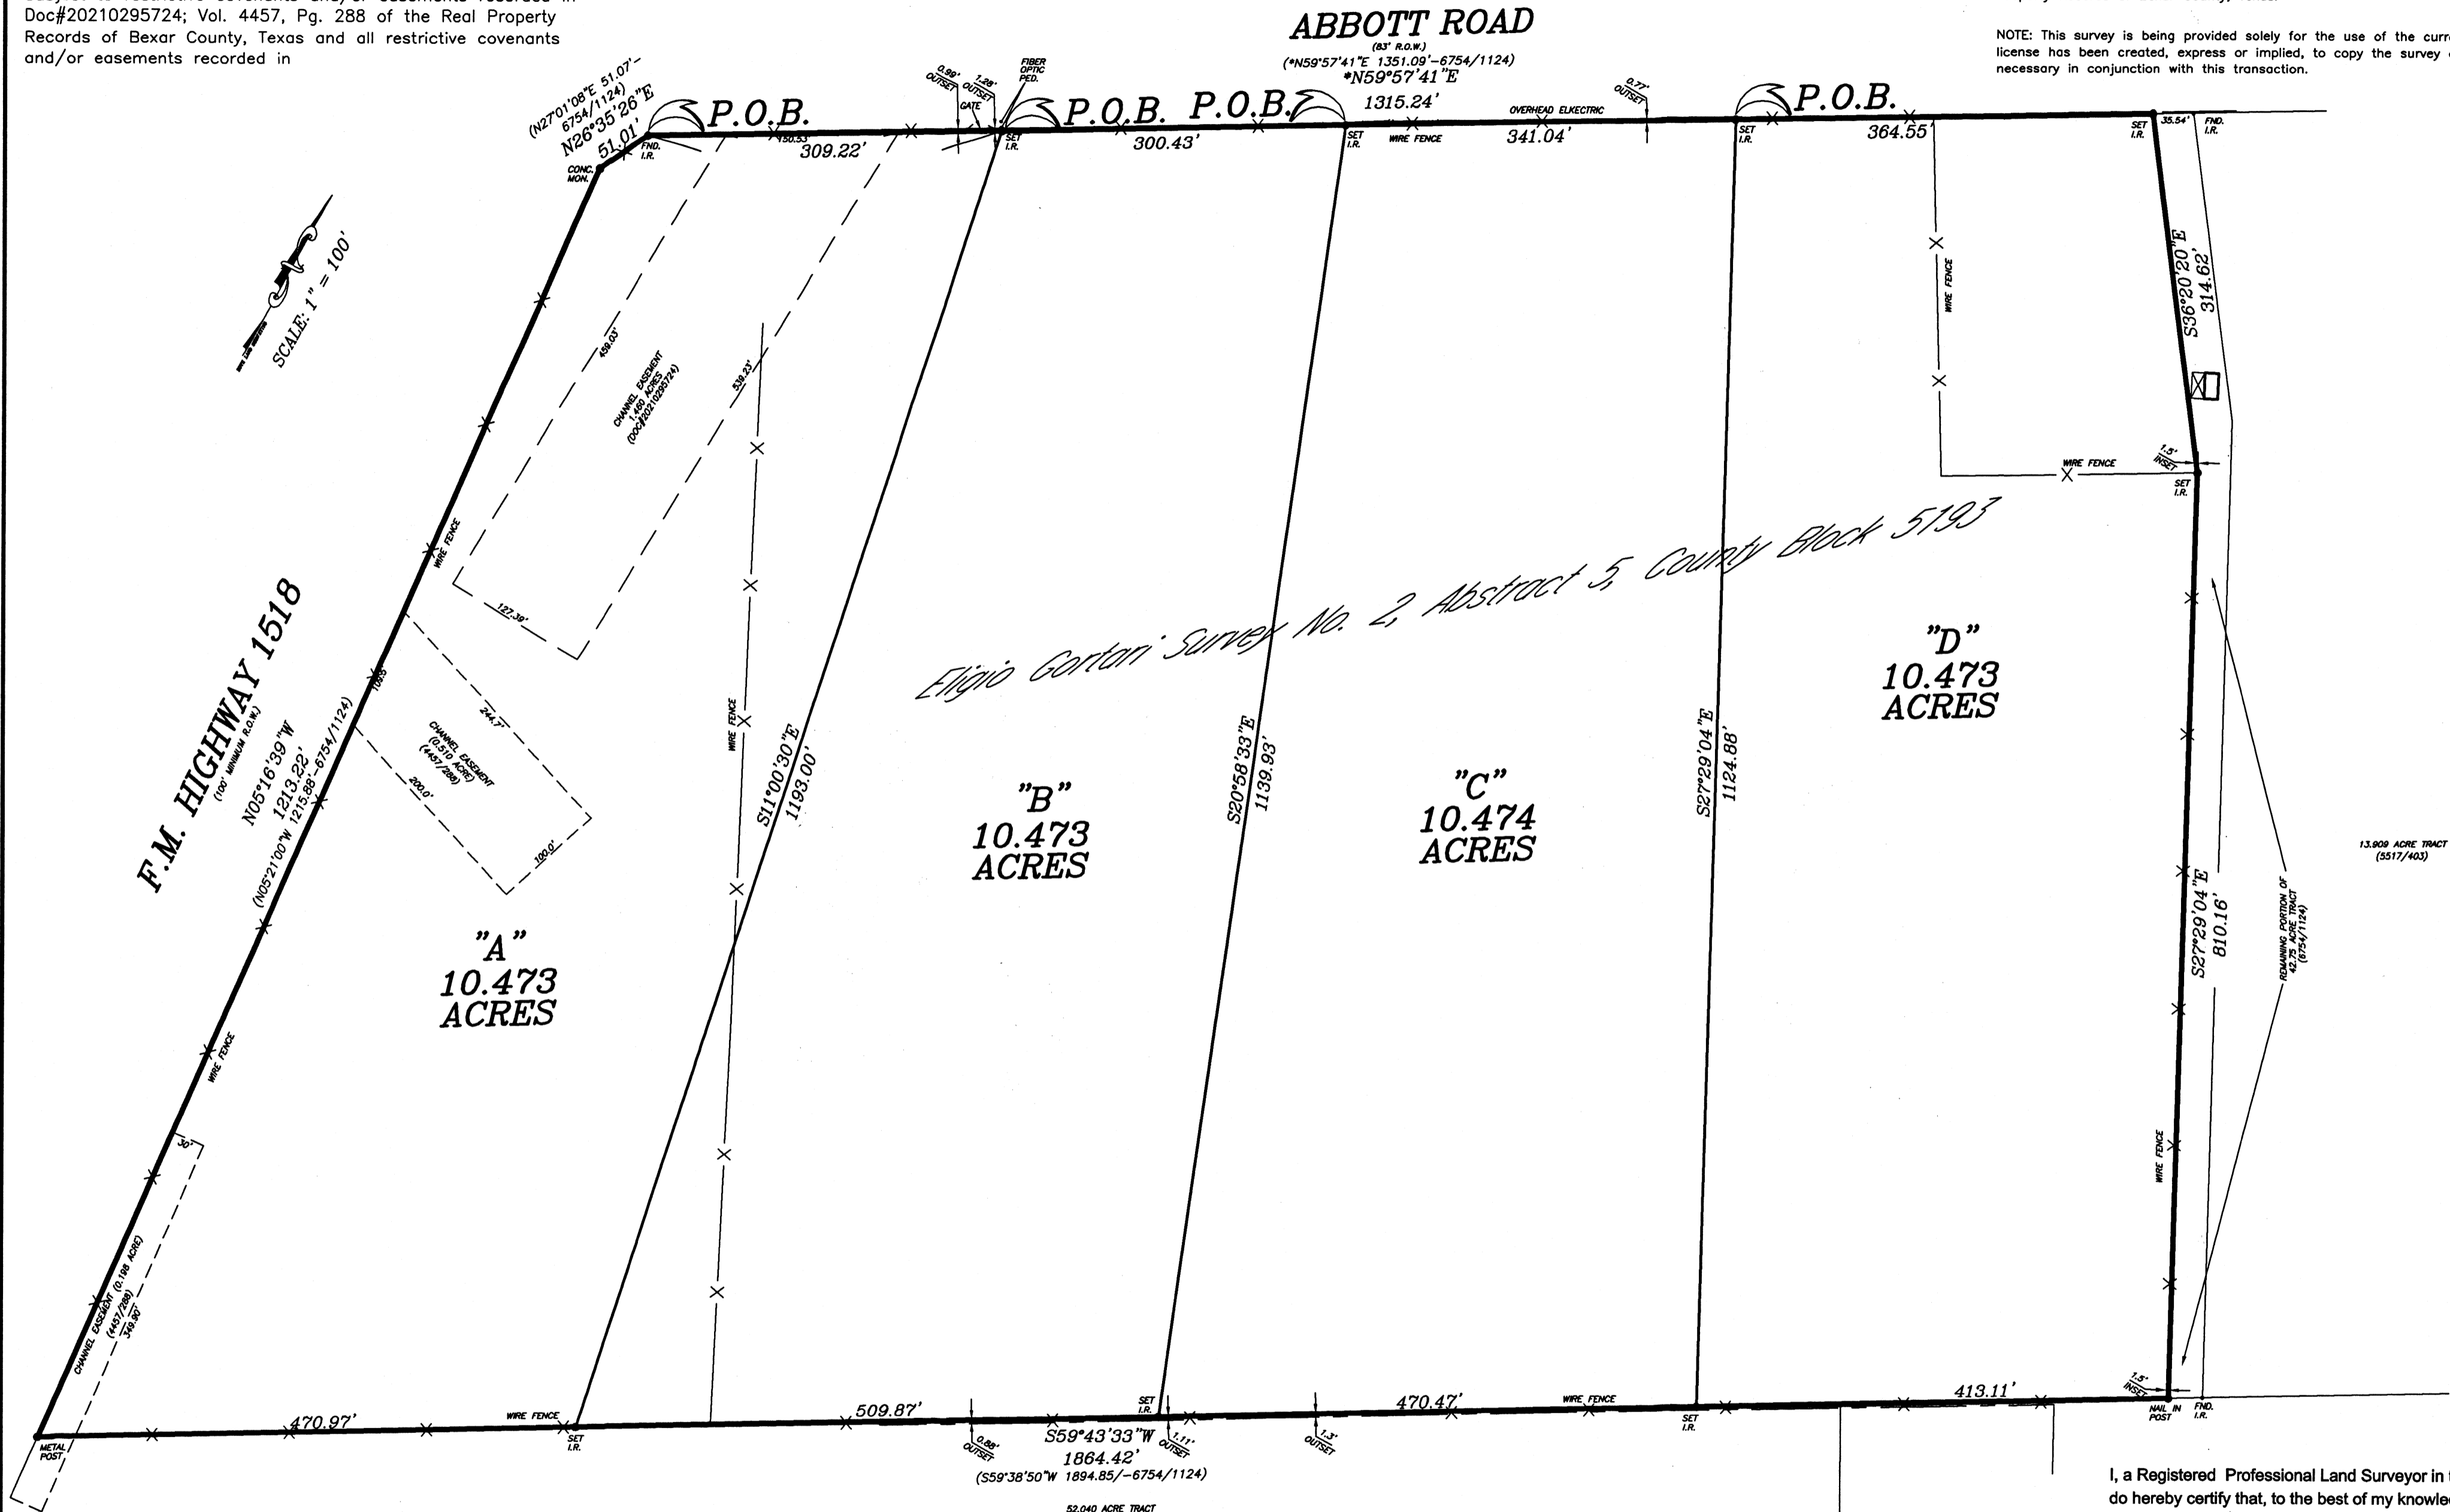 Doc#20210295724; Vol. 4457, Pg. 288 of the Real Property
Records of Bexar County, Texas and all restrictive covenants
and/or easements recorded in
NOTE: This survey is being provided solely for the use of the curr
license has been created, express or implied, to copy the survey
necessary in conjunction with this transaction.
ABBOTT ROAD
(83' R.O.W.)
(*N59°57'41"E 1351.09'-6754/1124)
*N59°57'41"E
1315.24'
(N27°01'08"E 51.07'-
6754/1124)
N26°35'26"E
51.01'
P.O.B.
0.99'
OUTSET
1.28'
OUTSET
GATE
FIBER
OPTIC
PED.
P.O.B.
P.O.B.
OVERHEAD ELKECTRIC
0.77'
OUTSET
P.O.B.
CONC.
MON.
FND.
I.R.
150.53'
309.22'
SET
I.R.
300.43'
SET
I.R.
WIRE FENCE
341.04'
SET
I.R.
364.55'
SET
I.R.
35.54'
FND.
I.R.
SCALE: 1" = 100'
WIRE FENCE
S36°20'20"E
314.62'
459.03'
CHANNEL EASEMENT
1.460 ACRES
(DOC#20210295724)
539.23'
127.39'
WIRE FENCE
1.5'
INSET
WIRE FENCE
SET
I.R.
Eligio Gortari Survey No. 2, Abstract 5, County Block 5193
F.M. HIGHWAY 1518
(100' MINIMUM R.O.W.)
N05°16'39"W
1213.22'
(N05°21'00"W 1215.88'-6754/1124)
109.5'
244.7'
CHANNEL EASEMENT
(0.510 ACRE)
(4457/288)
200.0'
100.0'
WIRE FENCE
S11°00'30"E
1193.00'
S20°58'33"E
1139.93'
S27°29'04"E
1124.88'
"D"
10.473
ACRES
"B"
10.473
ACRES
"C"
10.474
ACRES
"A"
10.473
ACRES
13.909 ACRE TRACT
(5517/403)
S27°29'04"E
810.16'
REMAINING PORTION OF
42.75 ACRE TRACT
(6754/1124)
WIRE FENCE
WIRE FENCE
CHANNEL EASEMENT (0.198 ACRE)
(4457/288)
349.90'
METAL
POST
470.97'
WIRE FENCE
SET
I.R.
509.87'
0.88'
OUTSET
SET
I.R.
S59°43'33"W
1864.42'
(S59°38'50"W 1894.85/-6754/1124)
1.11'
OUTSET
1.3'
OUTSET
470.47'
WIRE FENCE
SET
I.R.
413.11'
1.5'
INSET
NAIL IN
POST
FND.
I.R.
52.040 ACRE TRACT
I, a Registered Professional Land Surveyor in t
do hereby certify that, to the best of my knowle